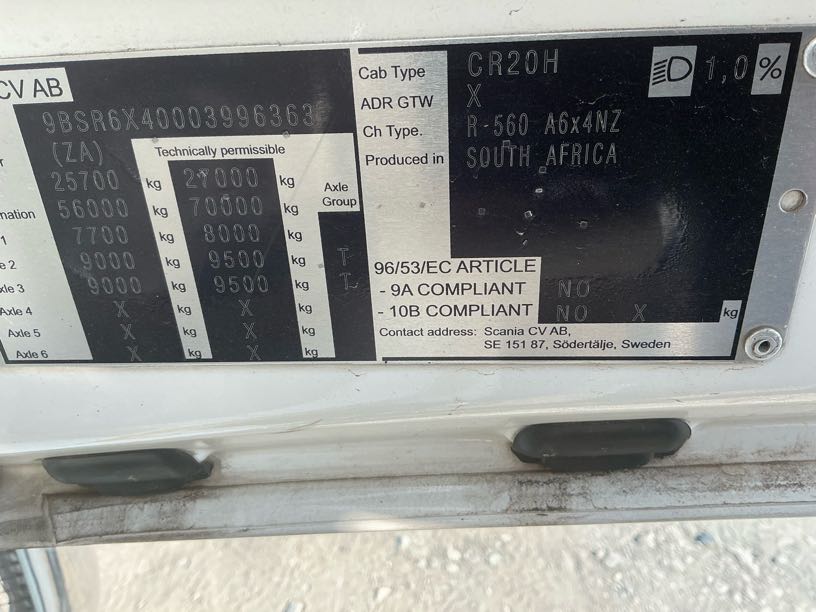 CV AB
9BSR6X40003996363
(ZA) Technically permissible
25700 kg 27000 kg Axle Group
56000 kg 70000 kg
1 7700 kg 8000 kg
2 9000 kg 9500 kg T
Axle 3 9000 kg 9500 kg T
Axle 4 X kg X kg
Axle 5 X kg X kg
Axle 6 X kg X kg
Cab Type CR20H 1,0%
ADR GTW X
Ch Type. R-560 A6x4NZ
Produced in SOUTH AFRICA
96/53/EC ARTICLE
- 9A COMPLIANT NO
- 10B COMPLIANT NO X kg
Contact address: Scania CV AB,
SE 151 87, Södertälje, Sweden